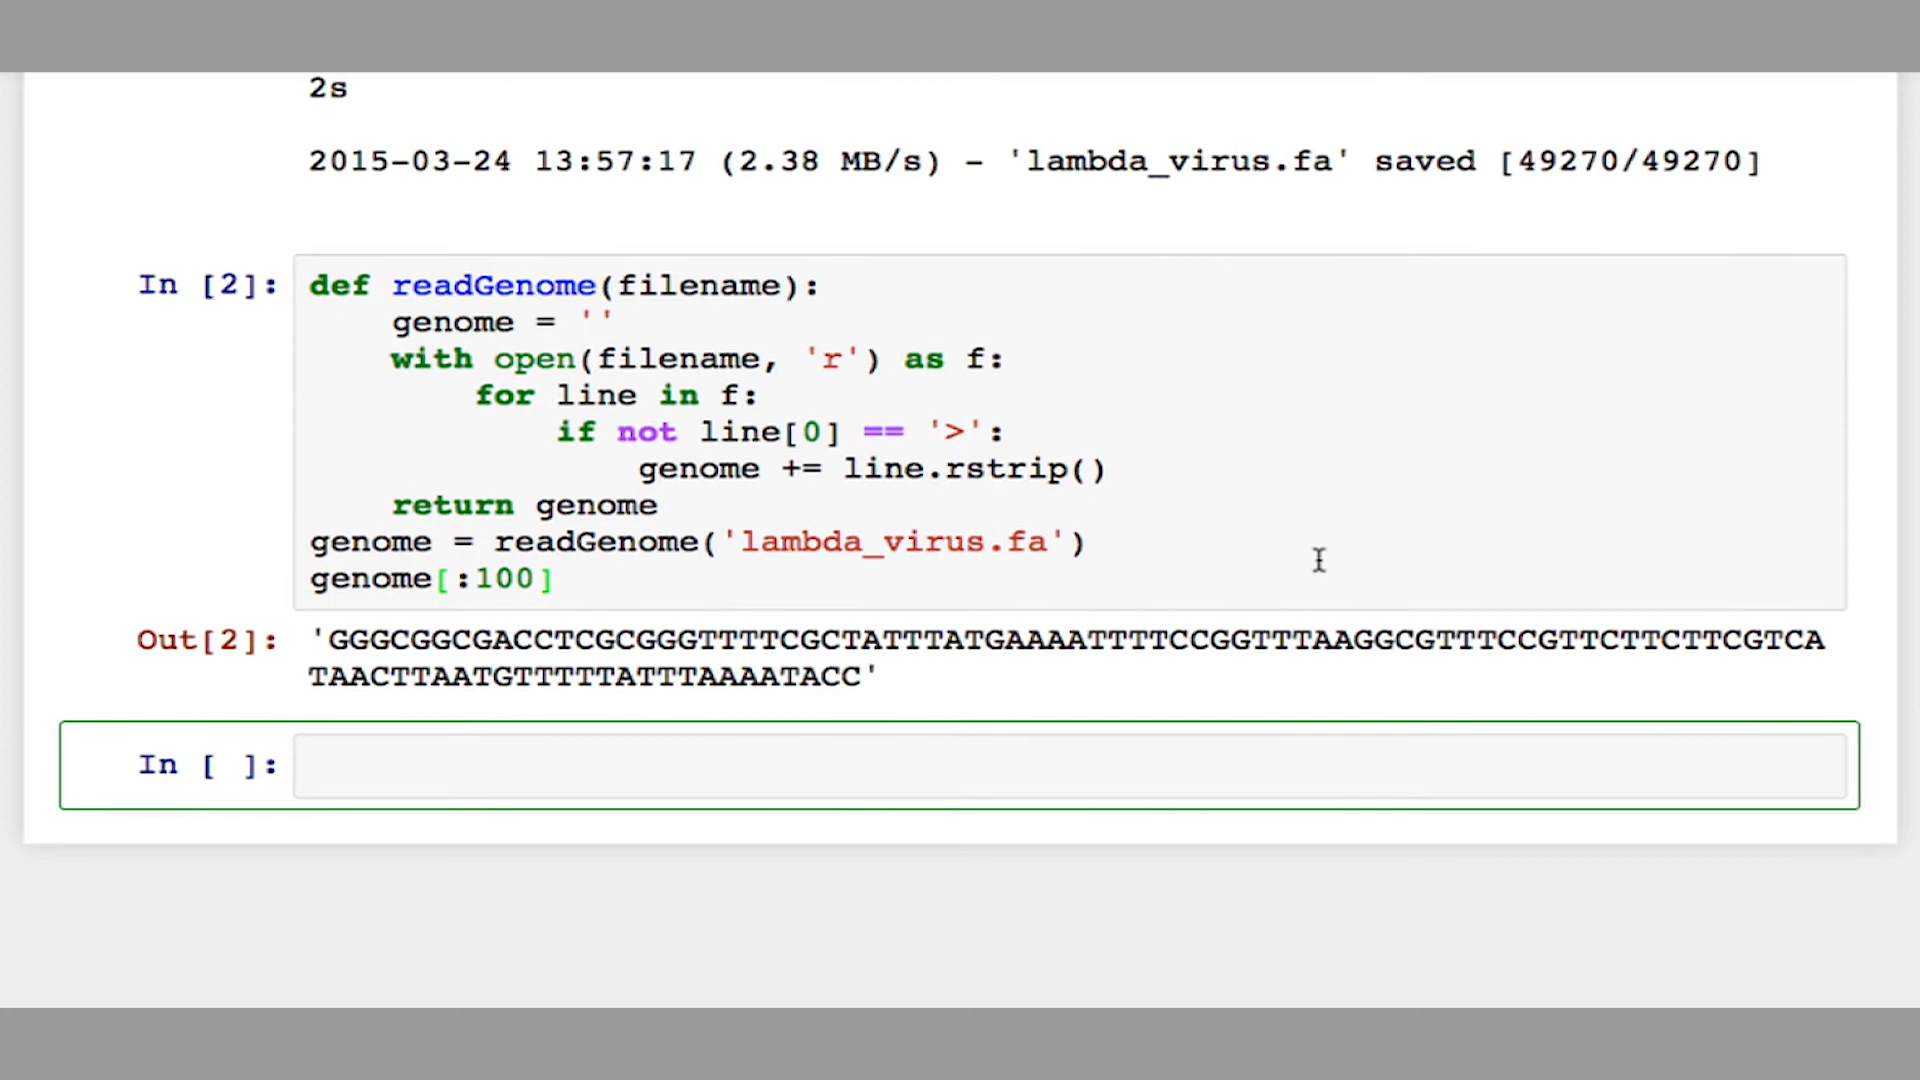 2s
2015-03-24 13:57:17 (2.38 MB/s) - 'lambda_virus.fa' saved [49270/49270]
In [2]: def readGenome(filename):
    genome = ''
    with open(filename, 'r') as f:
        for line in f:
            if not line[0] == '>':
                genome += line.rstrip()
    return genome
genome = readGenome('lambda_virus.fa')
genome[:100]
Out[2]: 'GGGCGGCGACCTCGCGGGTTTTCGCTATTTATGAAAATTTTCCGGTTTAAGGCGTTTCCGTTCTTCTTCGTCA
TAACTTAATGTTTTTATTTAAAATACC'
In [ ]: